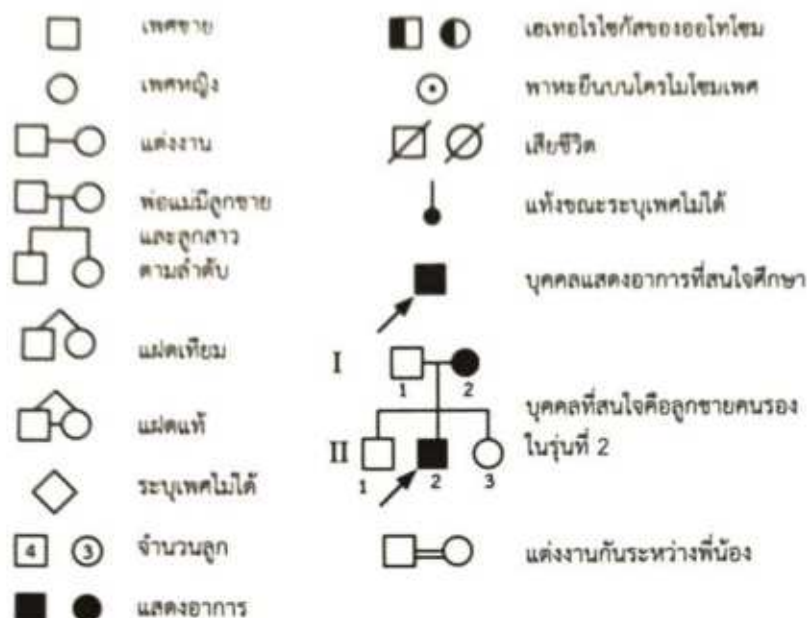 เพศชาย
เพศหญิง
แต่งงาน
พ่อแม่มีลูกชาย
และลูกสาว
ตามลำดับ
แฝดเทียม
แฝดแท้
ระบุเพศไม่ได้
4 3 จำนวนลูก
แสดงอาการ
เฮเทอโรไซกัสของออโทโซม
พาหะยีนบนโครโมโซมเพศ
เสียชีวิต
แท้งขณะระบุเพศไม่ได้
บุคคลแสดงอาการที่สนใจศึกษา
I
1 2
บุคคลที่สนใจคือลูกชายคนรอง
ในรุ่นที่ 2
II
1 2 3
แต่งงานกันระหว่างพี่น้อง